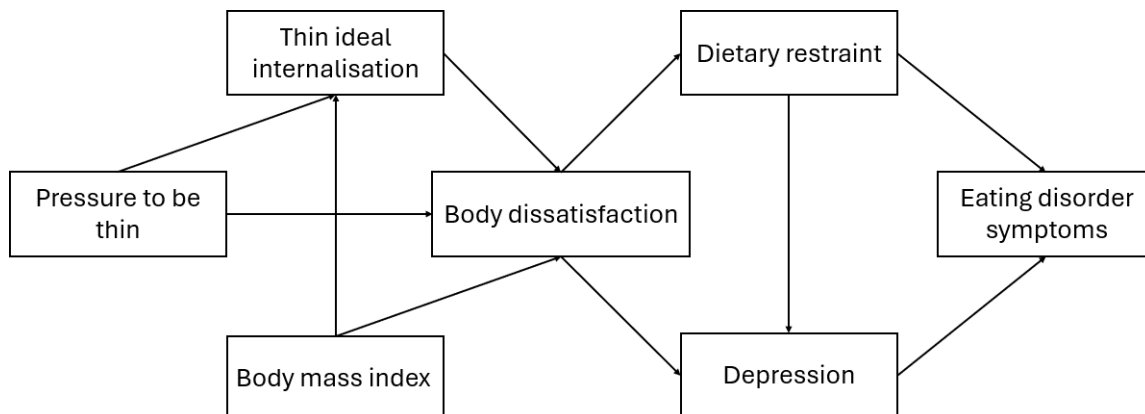 Thin ideal
internalisation
Dietary restraint
Pressure to be
thin
Body dissatisfaction
Eating disorder
symptoms
Body mass index
Depression